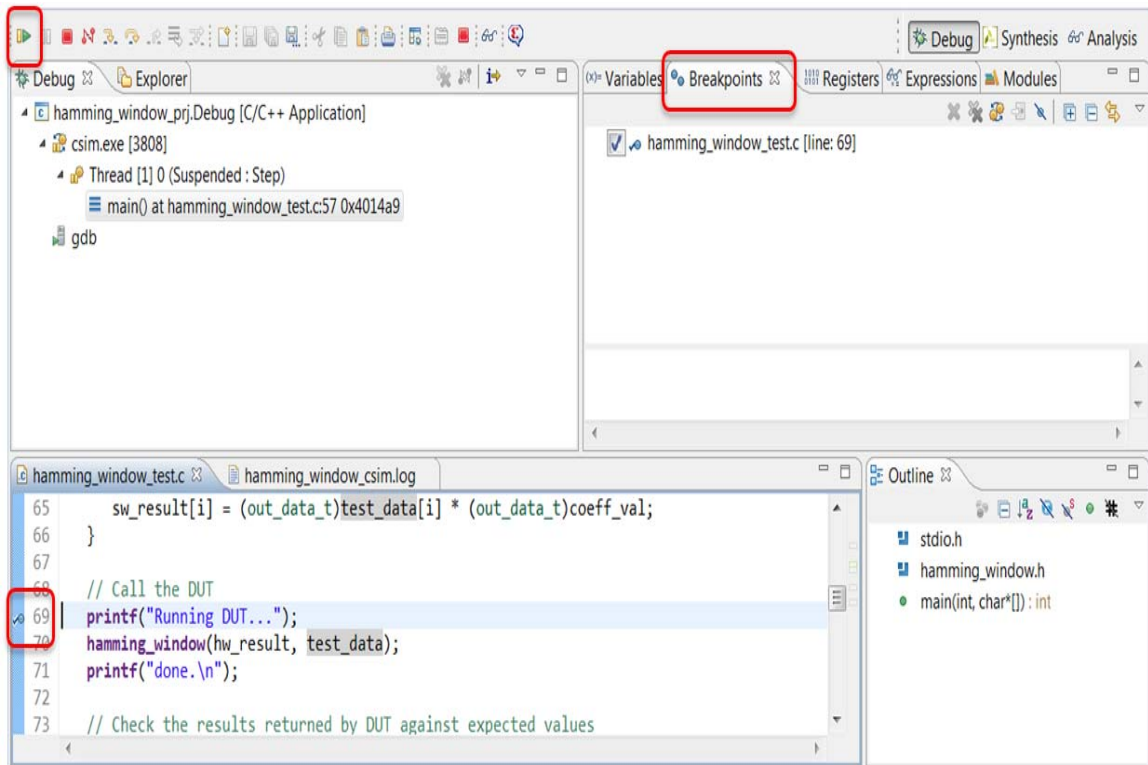 Debug Synthesis Analysis
Debug Explorer
hamming_window_prj.Debug [C/C++ Application]
csim.exe [3808]
Thread [1] 0 (Suspended : Step)
main() at hamming_window_test.c:57 0x4014a9
gdb
(x)= Variables Breakpoints Registers Expressions Modules
hamming_window_test.c [line: 69]
hamming_window_test.c hamming_window_csim.log
65 sw_result[i] = (out_data_t)test_data[i] * (out_data_t)coeff_val;
66 }
67
68 // Call the DUT
69 printf("Running DUT...");
70 hamming_window(hw_result, test_data);
71 printf("done.\n");
72
73 // Check the results returned by DUT against expected values
Outline
stdio.h
hamming_window.h
main(int, char*[]) : int